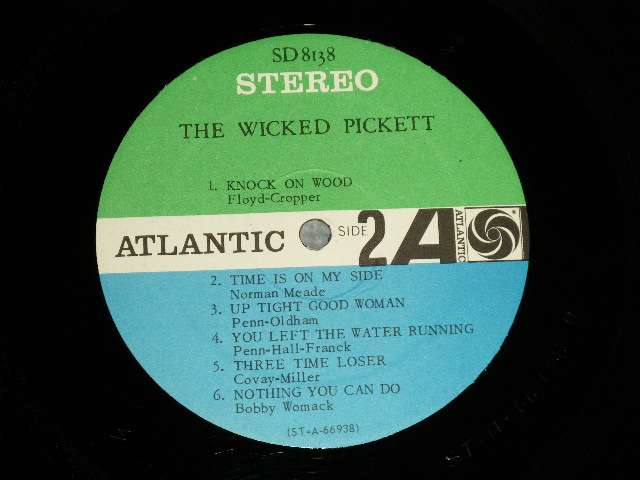 SD 8138
STEREO
THE WICKED PICKETT
1. KNOCK ON WOOD
Floyd-Cropper
ATLANTIC
SIDE 2
A
ATLANTIC
2. TIME IS ON MY SIDE
Norman Meade
3. UP TIGHT GOOD WOMAN
Penn-Oldham
4. YOU LEFT THE WATER RUNNING
Penn-Hall-Franck
5. THREE TIME LOSER
Covay-Miller
6. NOTHING YOU CAN DO
Bobby Womack
(ST-A-66938)